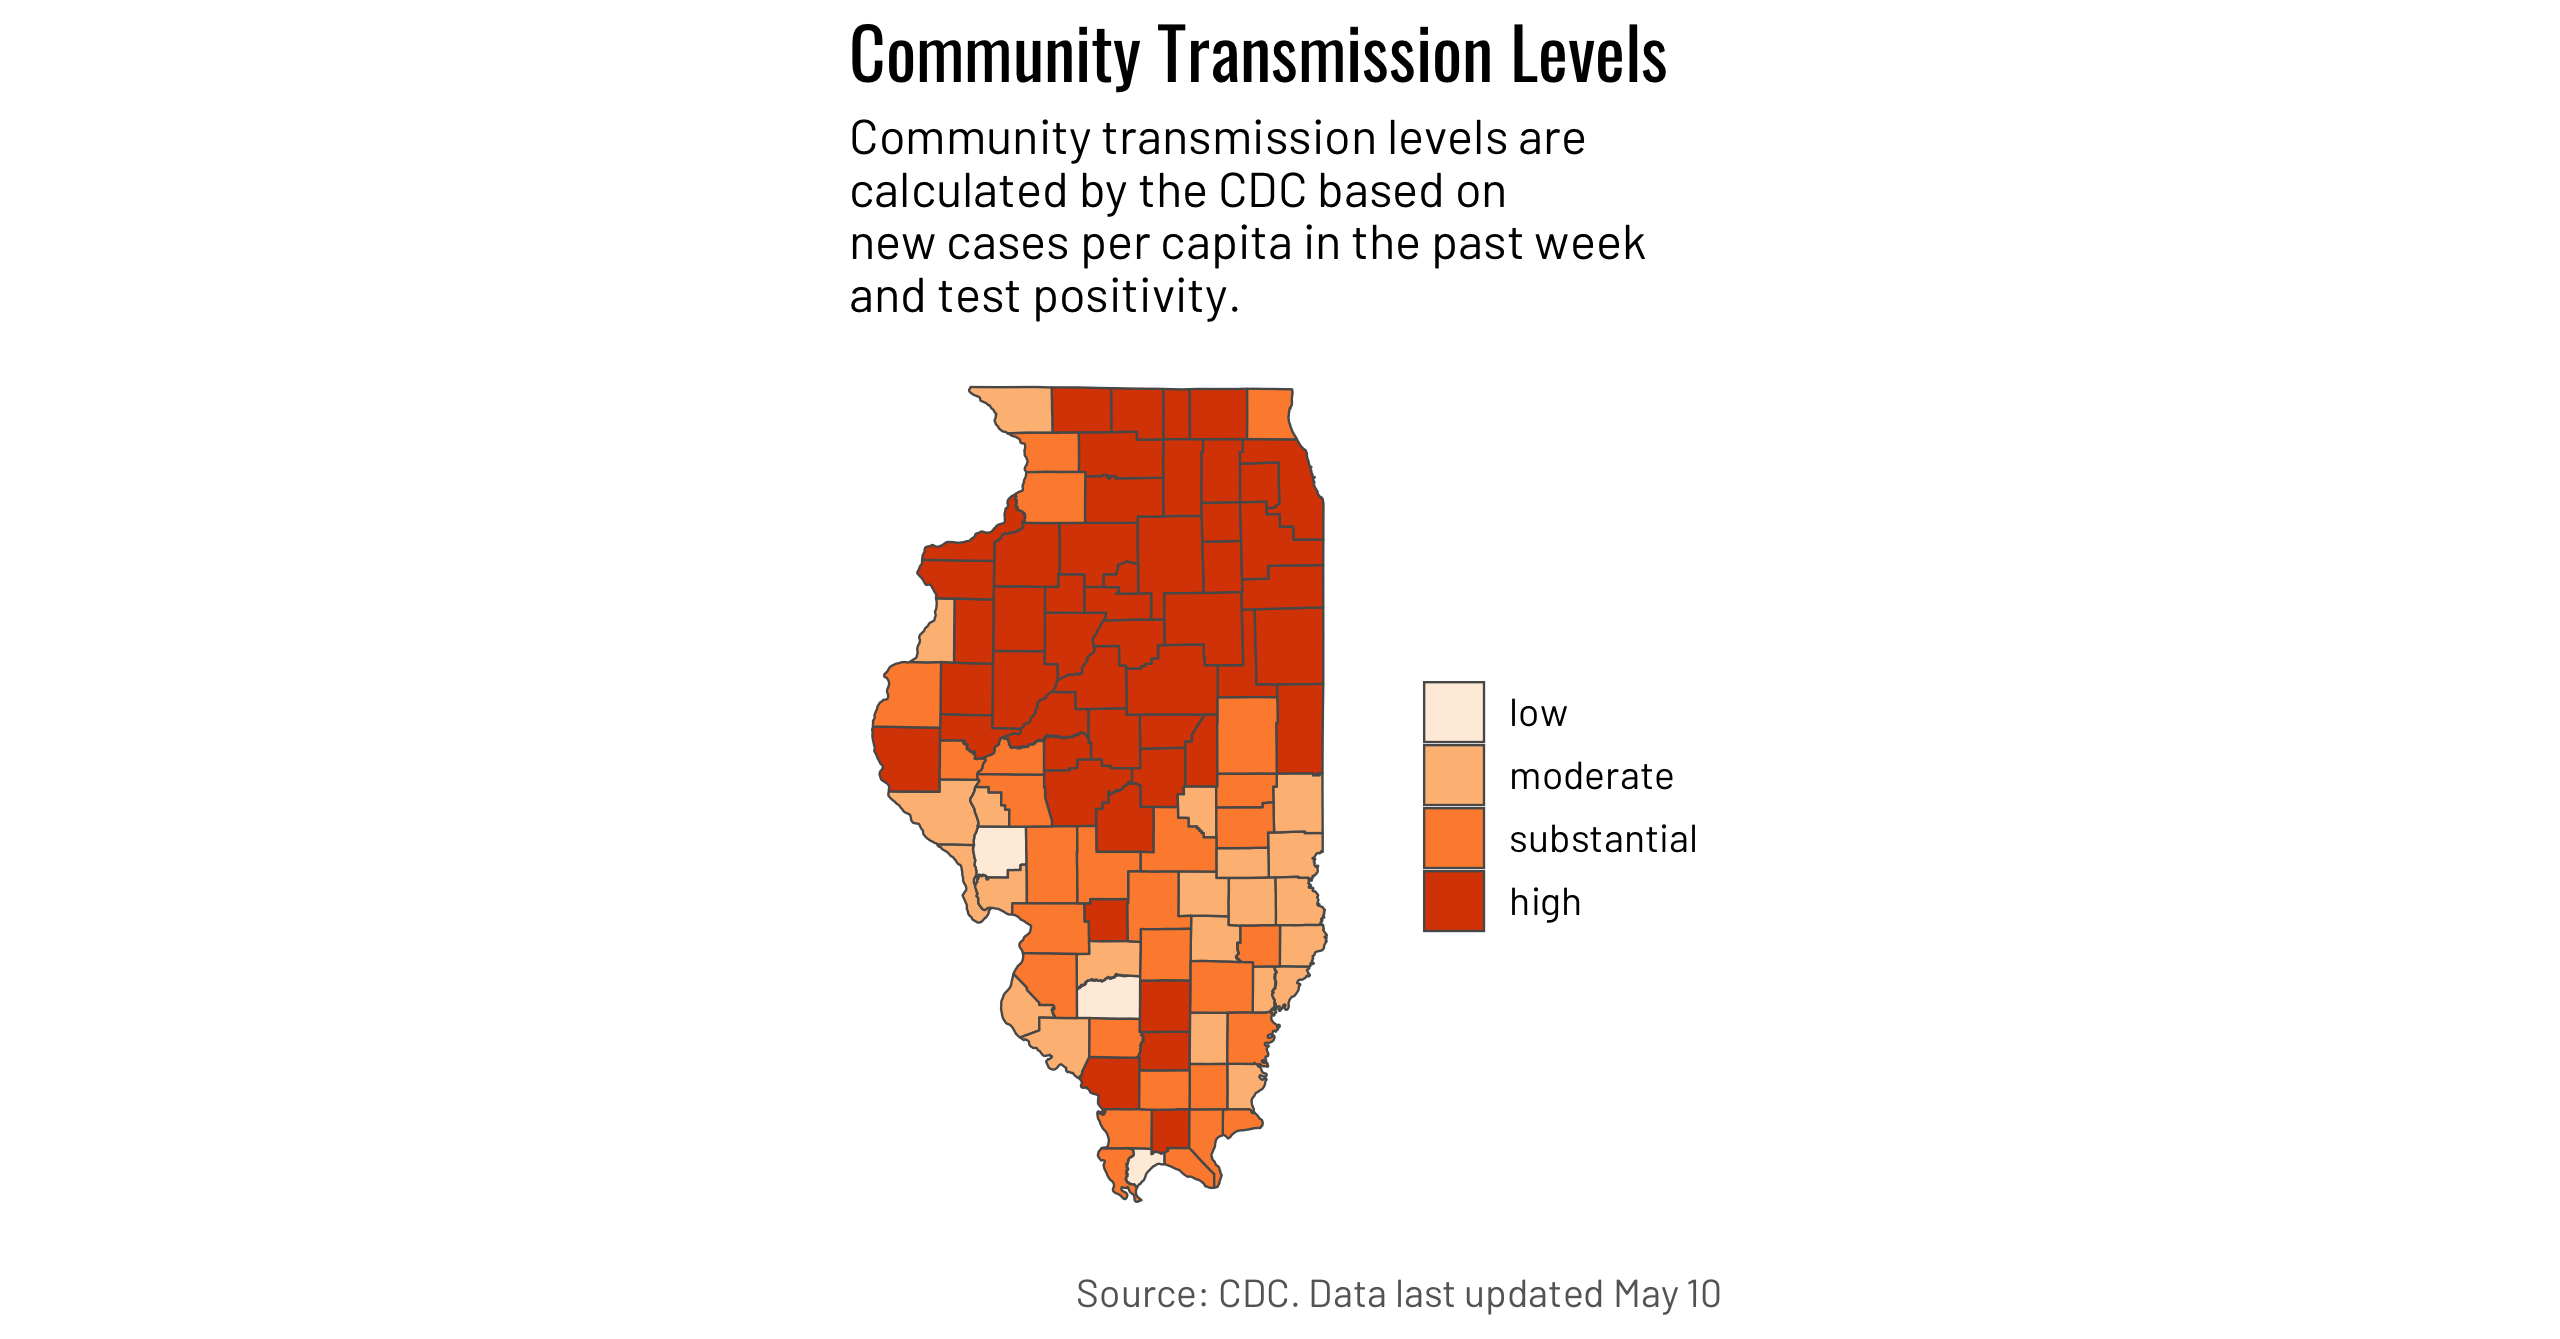 Community Transmission Levels
Community transmission levels are
calculated by the CDC based on
new cases per capita in the past week
and test positivity.
low
moderate
substantial
high
Source: CDC. Data last updated May 10